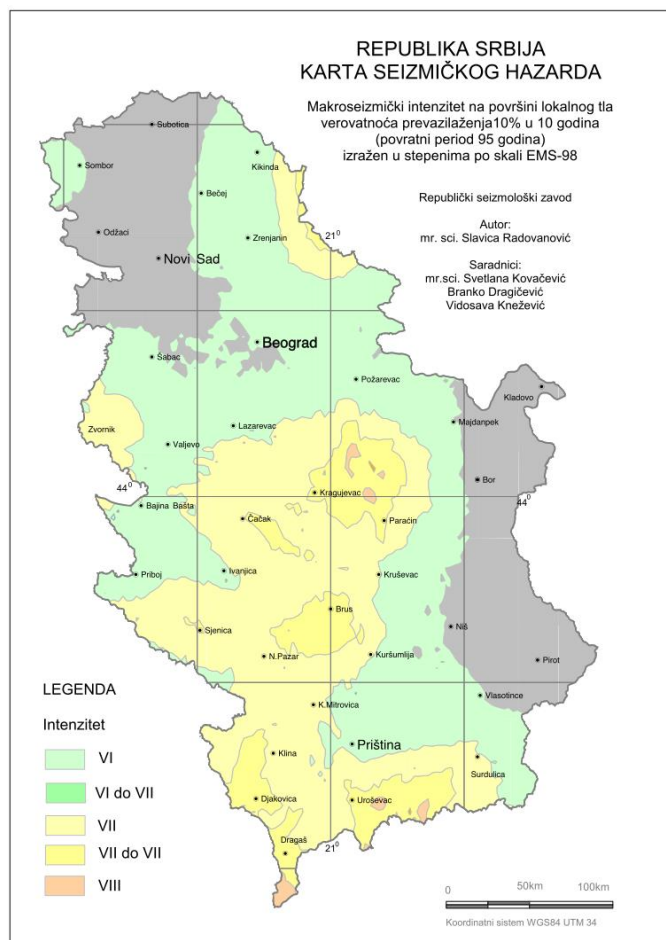 REPUBLIKA SRBIJA
KARTA SEIZMIČKOG HAZARDA
Makroseizmički intenzitet na površini lokalnog tla
verovatnoća prevazilaženja10% u 10 godina
(povratni period 95 godina)
izražen u stepenima po skali EMS-98
Republički seizmološki zavod
Autor:
mr. sci. Slavica Radovanović
Saradnici:
mr.sci. Svetlana Kovačević
Branko Dragičević
Vidosava Knežević
Subotica
Sombor
Kikinda
Bečej
Odžaci
Zrenjanin
21⁰
Novi Sad
Beograd
Šabac
Požarevac
Kladovo
Zvornik
Lazarevac
Majdanpek
Valjevo
Bor
44⁰
Kragujevac
44⁰
Bajina Bašta
Čačak
Paraćin
Priboj
Ivanjica
Kruševac
Brus
Sjenica
Niš
N.Pazar
Kuršumlija
Pirot
Vlasotince
K.Mitrovica
Priština
Klina
Surdulica
Djakovica
Uroševac
Dragaš
21⁰
LEGENDA
Intenzitet
VI
VI do VII
VII
VII do VII
VIII
0 50km 100km
Koordinatni sistem WGS84 UTM 34